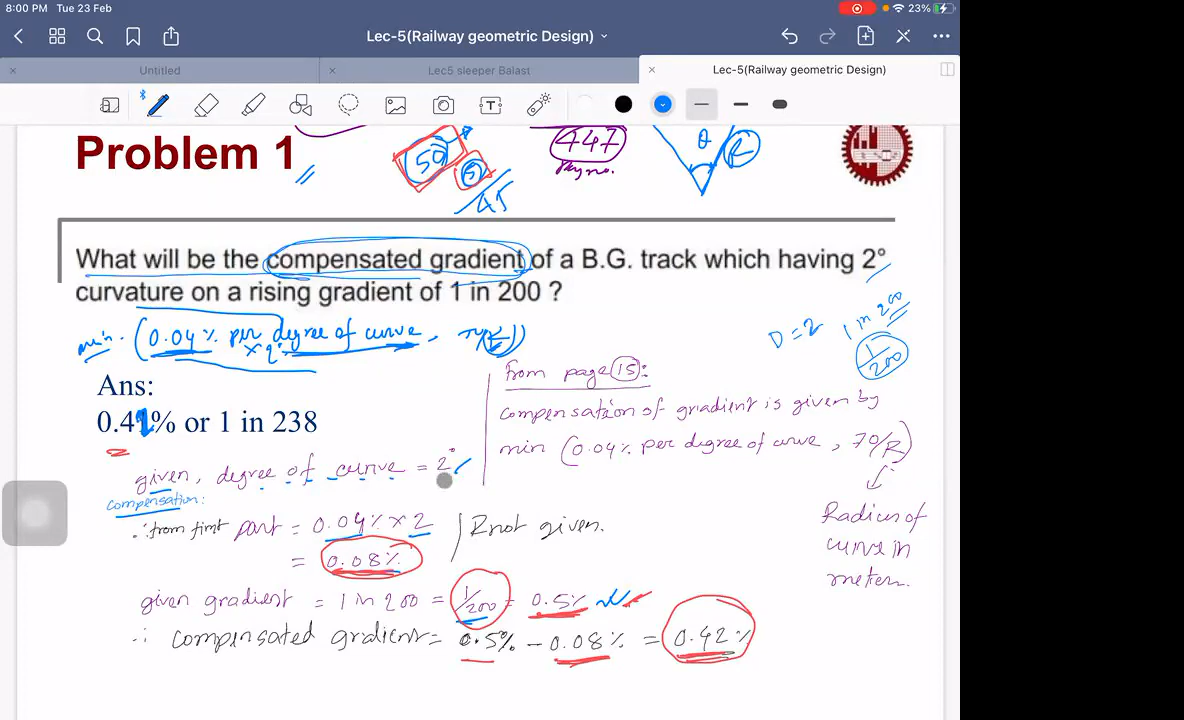 8:00 PM Tue 23 Feb
23%
Lec-5(Railway geometric Design)
Untitled
Lec5 sleeper Balast
Lec-5(Railway geometric Design)
Problem 1
50
45
447
θ
R
What will be the compensated gradient of a B.G. track which having 2°
curvature on a rising gradient of 1 in 200 ?
min. (0.04% per degree of curve,
× 2°
D = 2
1 in 200
1/200
Ans:
0.42% or 1 in 238
From page 15:
compensation of gradient is given by
min (0.04% per degree of curve, 70/R)
Radius of
curve in
meter.
given, degree of curve = 2°
compensation:
∴ from first part = 0.04% × 2
= 0.08%
R not given.
given gradient = 1 in 200 = 1/200 = 0.5%
∴ compensated gradient = 0.5% - 0.08% = 0.42%